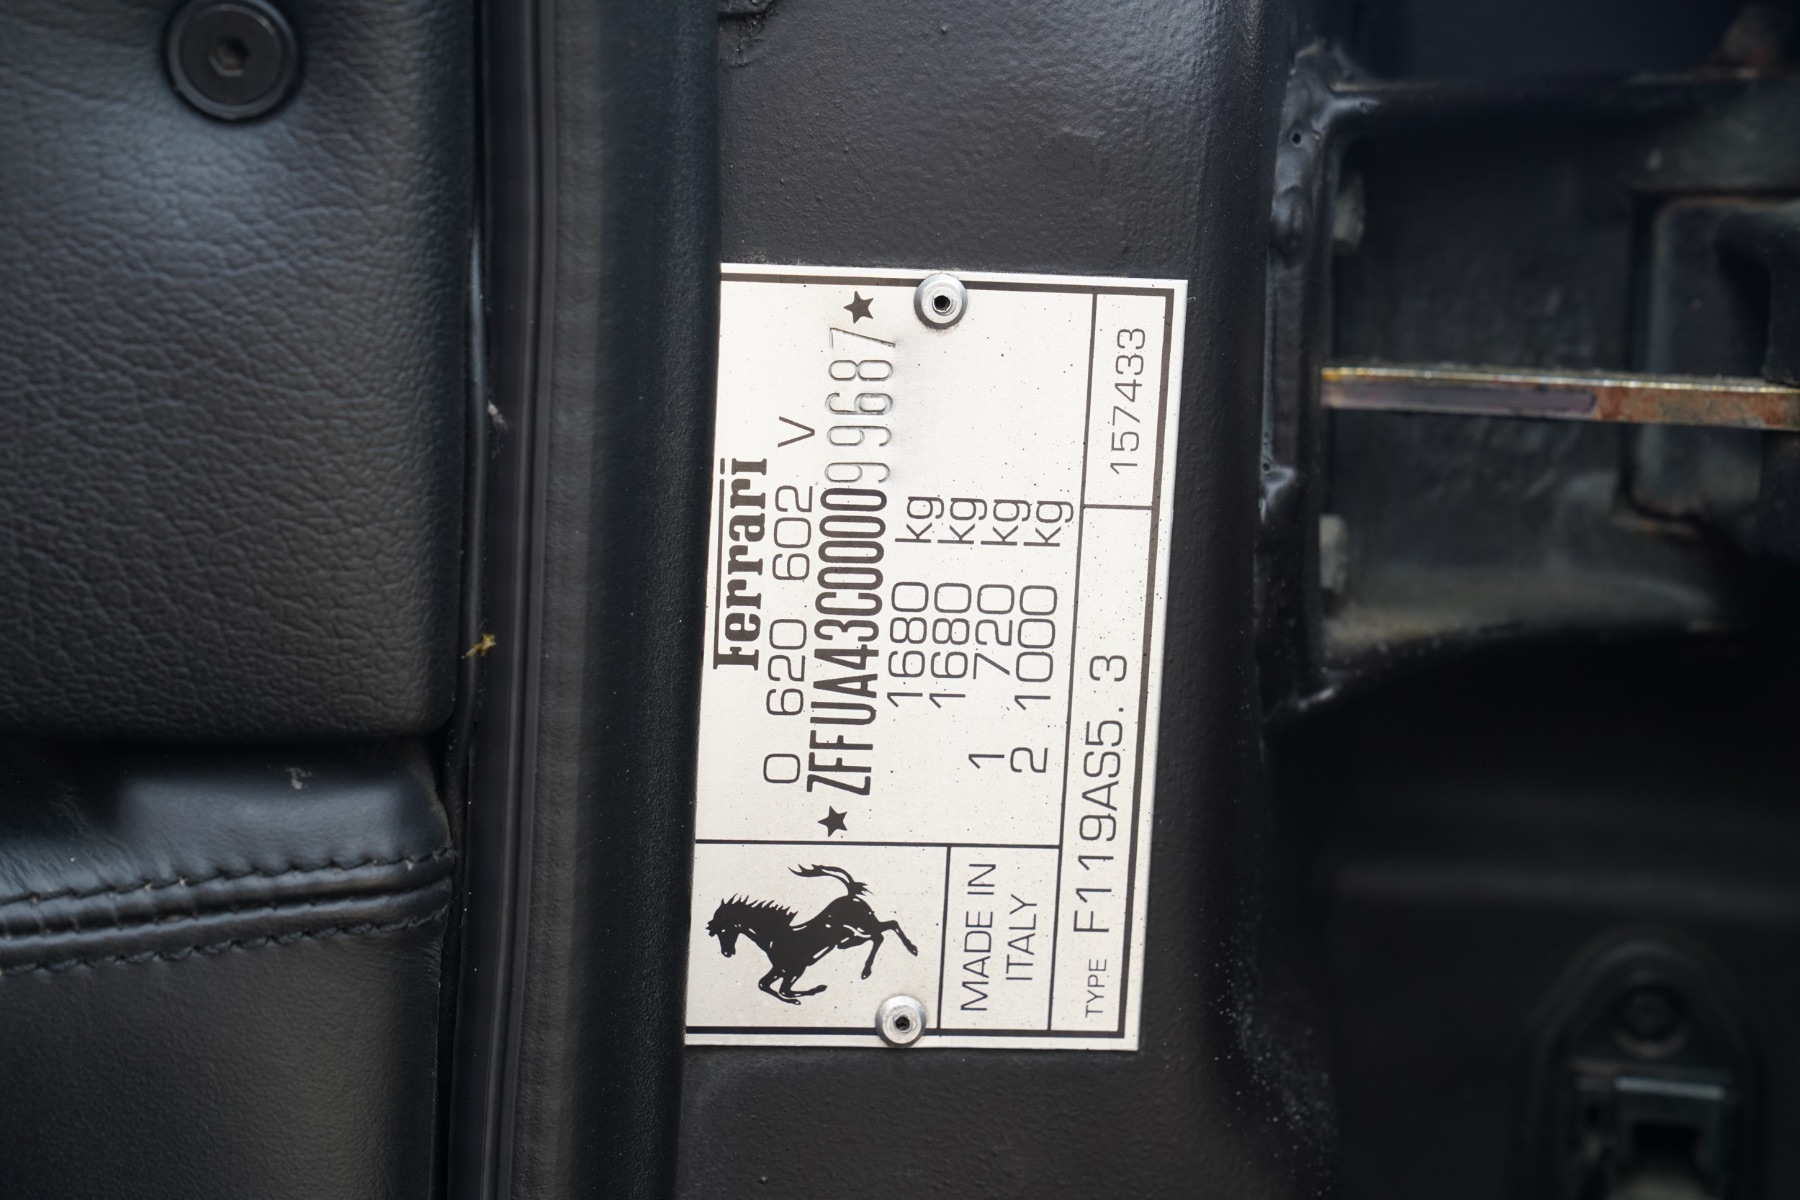 Ferrari
0 620 602 V
★ZFFUA43C000099687★
1680 kg
1680 kg
1 720 kg
2 1000 kg
MADE IN
ITALY
TYPE F119AS5.3 157433